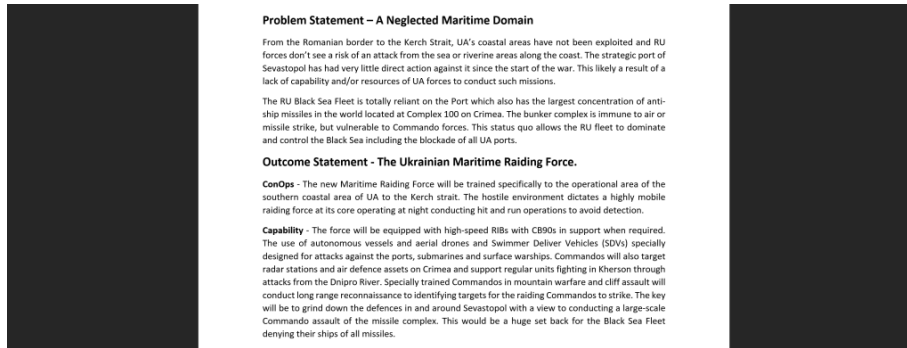 Problem Statement – A Neglected Maritime Domain
From the Romanian border to the Kerch Strait, UA's coastal areas have not been exploited and RU
forces don't see a risk of an attack from the sea or riverine areas along the coast. The strategic port of
Sevastopol has had very little direct action against it since the start of the war. This likely a result of a
lack of capability and/or resources of UA forces to conduct such missions.
The RU Black Sea Fleet is totally reliant on the Port which also has the largest concentration of anti-
ship missiles in the world located at Complex 100 on Crimea. The bunker complex is immune to air or
missile strike, but vulnerable to Commando forces. This status quo allows the RU fleet to dominate
and control the Black Sea including the blockade of all UA ports.
Outcome Statement - The Ukrainian Maritime Raiding Force.
ConOps - The new Maritime Raiding Force will be trained specifically to the operational area of the
southern coastal area of UA to the Kerch strait. The hostile environment dictates a highly mobile
raiding force at its core operating at night conducting hit and run operations to avoid detection.
Capability - The force will be equipped with high-speed RIBs with CB90s in support when required.
The use of autonomous vessels and aerial drones and Swimmer Deliver Vehicles (SDVs) specially
designed for attacks against the ports, submarines and surface warships. Commandos will also target
radar stations and air defence assets on Crimea and support regular units fighting in Kherson through
attacks from the Dnipro River. Specially trained Commandos in mountain warfare and cliff assault will
conduct long range reconnaissance to identifying targets for the raiding Commandos to strike. The key
will be to grind down the defences in and around Sevastopol with a view to conducting a large-scale
Commando assault of the missile complex. This would be a huge set back for the Black Sea Fleet
denying their ships of all missiles.